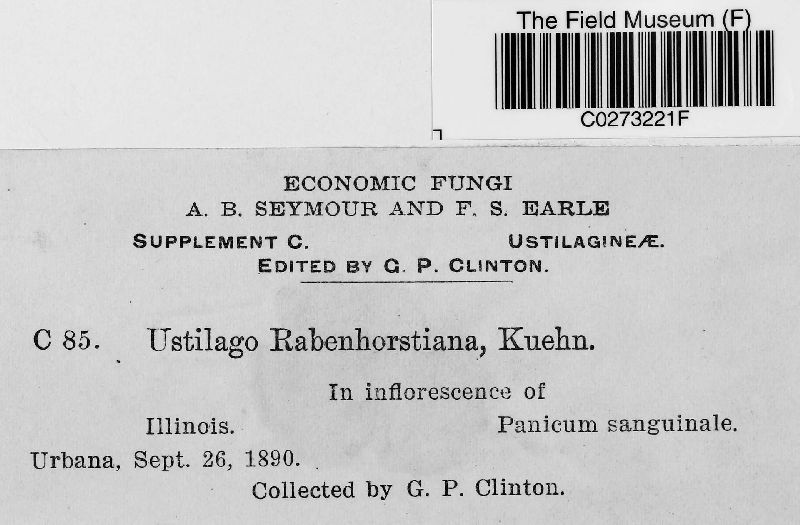 The Field Museum (F)
C0273221F
ECONOMIC FUNGI
A. B. SEYMOUR AND F. S. EARLE
SUPPLEMENT C. USTILAGINEÆ.
EDITED BY G. P. CLINTON.
C 85. Ustilago Rabenhorstiana, Kuehn.
In inflorescence of
Illinois. Panicum sanguinale.
Urbana, Sept. 26, 1890.
Collected by G. P. Clinton.